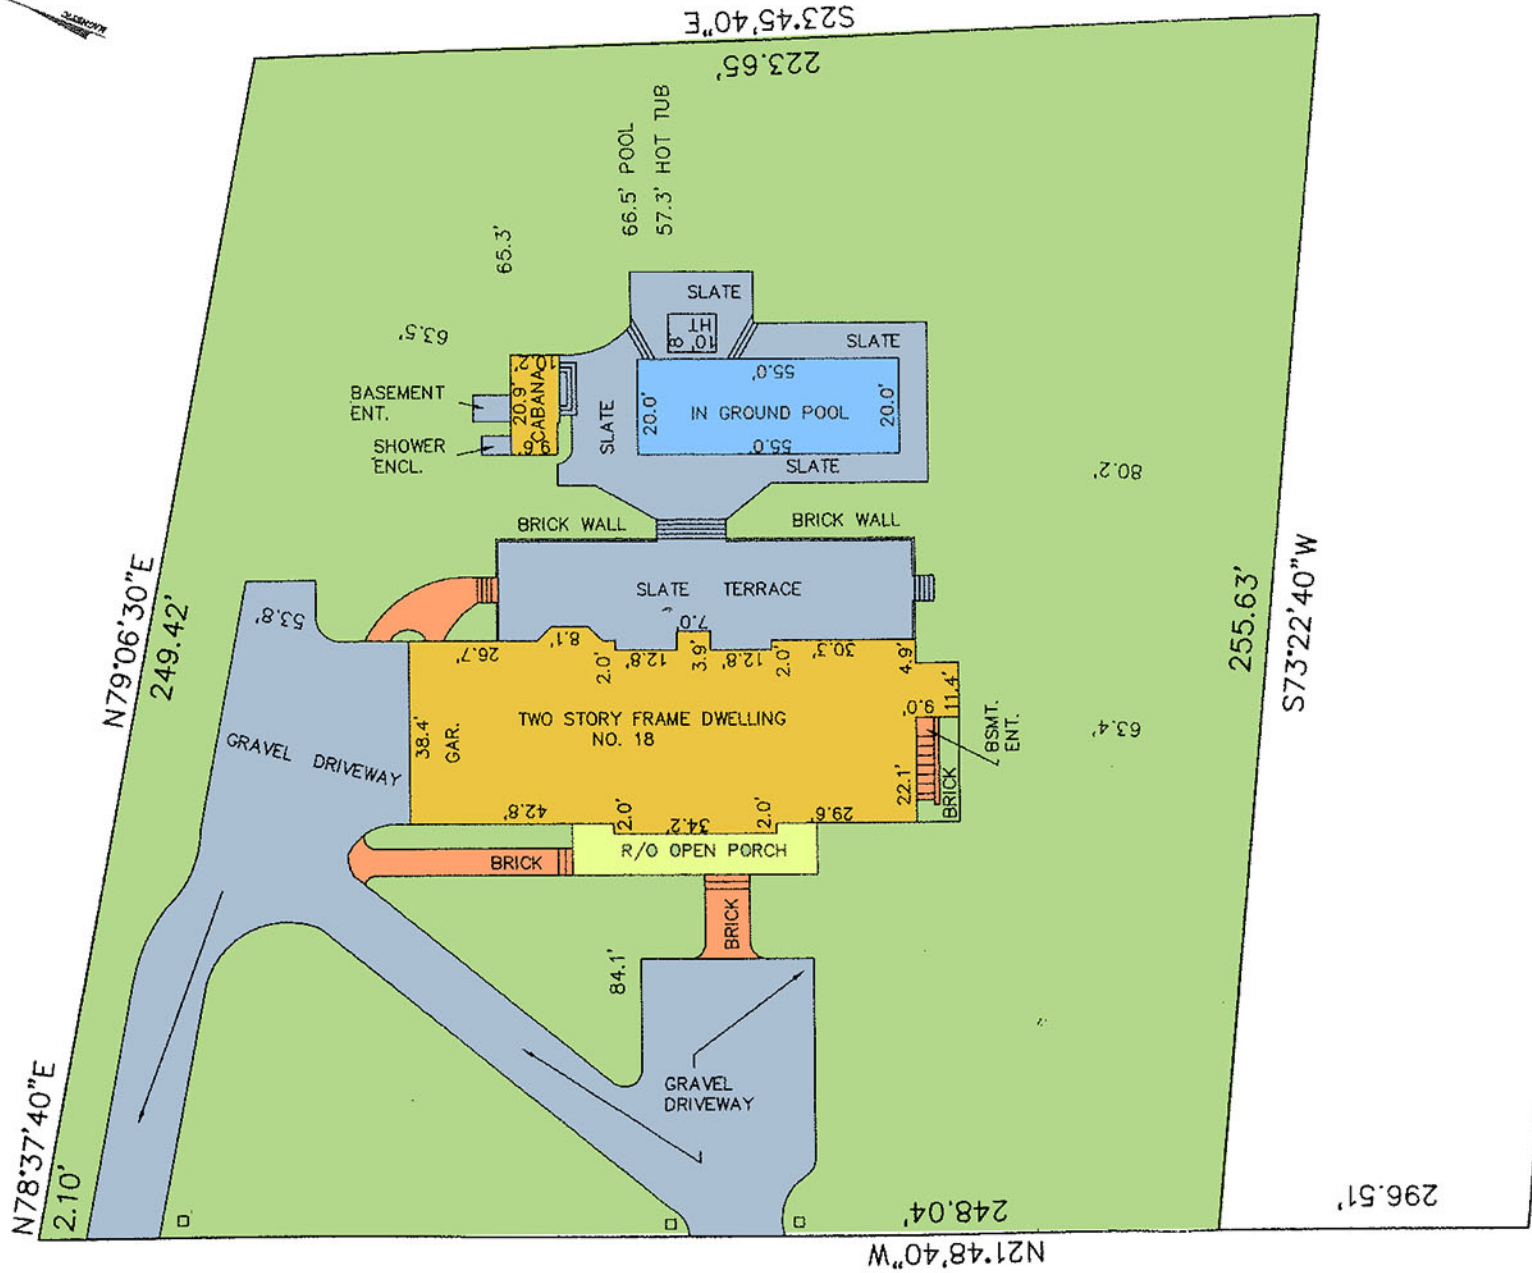 MAGNETIC
S23°45'40"E
223.65'
66.5' POOL
57.3' HOT TUB
65.3'
63.5'
SLATE
10'
8'
HT
SLATE
BASEMENT
ENT.
20.9'
10.2'
CABANA
9.6'
SHOWER
ENCL.
SLATE
20.0'
55.0'
IN GROUND POOL
20.0'
55.0'
SLATE
80.2'
BRICK WALL
BRICK WALL
N79°06'30"E
249.42'
53.8'
SLATE TERRACE
7.0'
26.7'
8.1'
2.0'
12.8'
3.9'
12.8'
2.0'
30.3'
4.9'
11.4'
9.0'
255.63'
S73°22'40"W
GRAVEL DRIVEWAY
38.4'
GAR.
TWO STORY FRAME DWELLING
NO. 18
BSMT.
ENT.
63.4'
22.1'
BRICK
42.8'
2.0'
34.2'
2.0'
29.6'
R/O OPEN PORCH
BRICK
BRICK
84.1'
GRAVEL
DRIVEWAY
N78°37'40"E
2.10'
248.04'
N21°48'40"W
296.51'